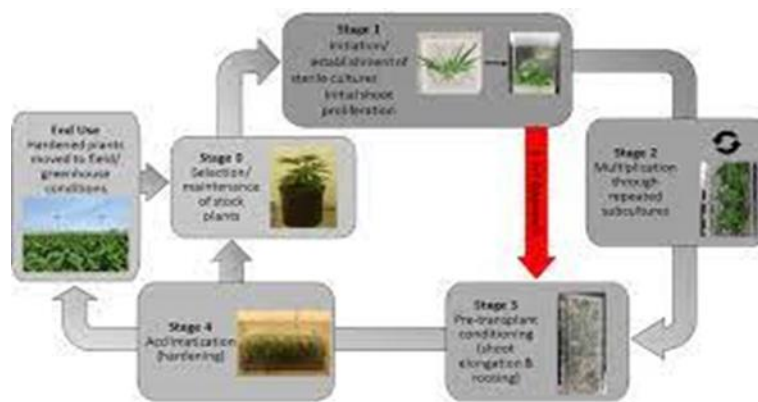 Stage 1
Initiation/
establishment of
sterile cultures
Initial shoot
proliferation
End Use
Hardened plants
moved to field/
greenhouse
conditions
Stage 0
Selection/
maintenance
of stock
plants
Stage 2
Multiplication
through
repeated
subcultures
Stage 4
Acclimatization
(hardening)
Stage 3
Pre-transplant
conditioning
(shoot
elongation &
rooting)